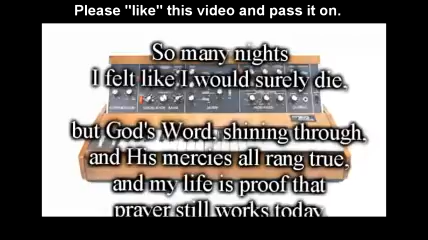 Please "like" this video and pass it on.
So many nights
I felt like I would surely die.
but God's Word, shining through,
and His mercies all rang true,
and my life is proof that
prayer still works today